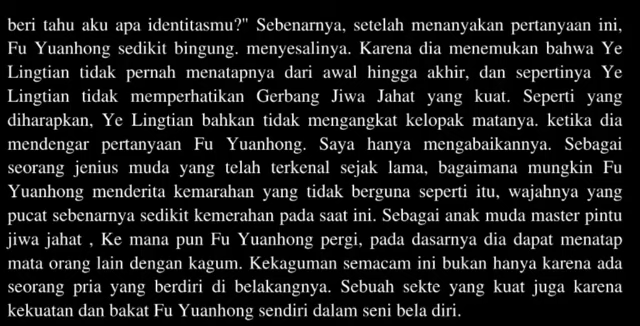 beri tahu aku apa identitasmu?" Sebenarnya, setelah menanyakan pertanyaan ini,
Fu Yuanhong sedikit bingung. menyesalinya. Karena dia menemukan bahwa Ye
Lingtian tidak pernah menatapnya dari awal hingga akhir, dan sepertinya Ye
Lingtian tidak memperhatikan Gerbang Jiwa Jahat yang kuat. Seperti yang
diharapkan, Ye Lingtian bahkan tidak mengangkat kelopak matanya. ketika dia
mendengar pertanyaan Fu Yuanhong. Saya hanya mengabaikannya. Sebagai
seorang jenius muda yang telah terkenal sejak lama, bagaimana mungkin Fu
Yuanhong menderita kemarahan yang tidak berguna seperti itu, wajahnya yang
pucat sebenarnya sedikit kemerahan pada saat ini. Sebagai anak muda master pintu
jiwa jahat , Ke mana pun Fu Yuanhong pergi, pada dasarnya dia dapat menatap
mata orang lain dengan kagum. Kekaguman semacam ini bukan hanya karena ada
seorang pria yang berdiri di belakangnya. Sebuah sekte yang kuat juga karena
kekuatan dan bakat Fu Yuanhong sendiri dalam seni bela diri.